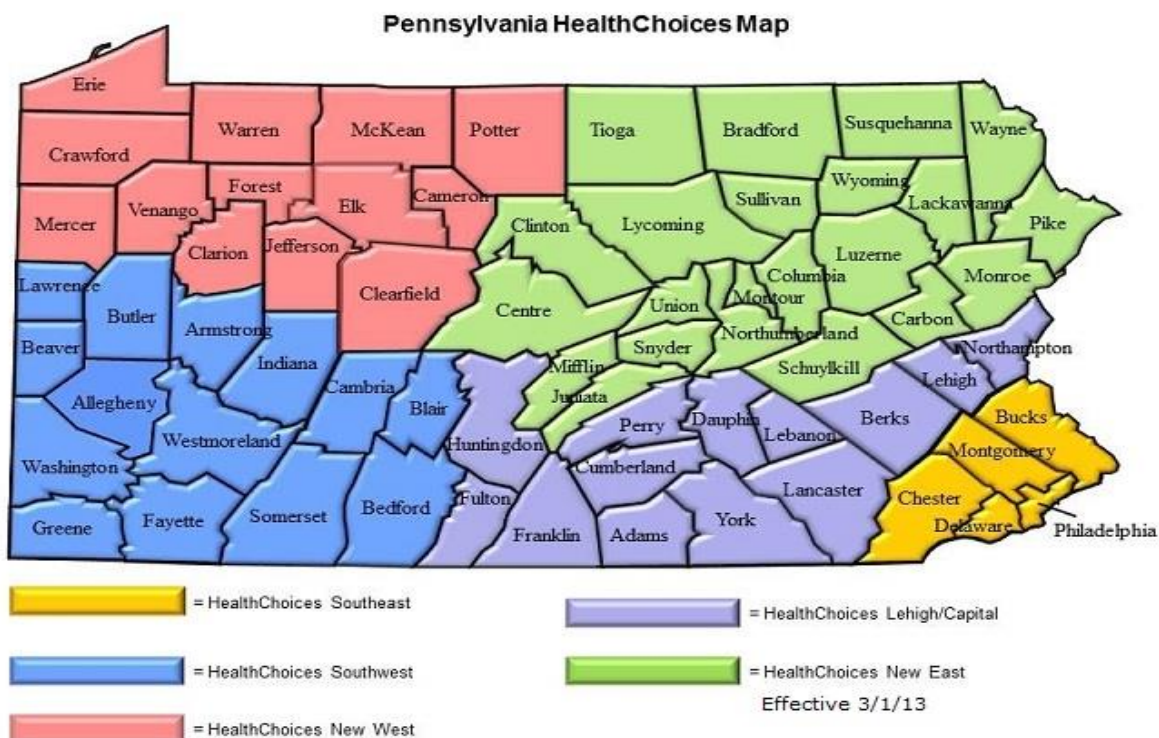 Pennsylvania HealthChoices Map
Erie
Warren
McKean
Potter
Tioga
Bradford
Susquehanna
Wayne
Crawford
Mercer
Venango
Forest
Elk
Cameron
Clinton
Lycoming
Sullivan
Wyoming
Lackawanna
Pike
Clarion
Jefferson
Clearfield
Centre
Union
Montour
Columbia
Luzerne
Monroe
Carbon
Lawrence
Butler
Armstrong
Indiana
Beaver
Allegheny
Westmoreland
Cambria
Blair
Huntingdon
Mifflin
Juniata
Snyder
Northumberland
Schuylkill
Northampton
Lehigh
Berks
Perry
Dauphin
Lebanon
Cumberland
Bucks
Montgomery
Washington
Greene
Fayette
Somerset
Bedford
Fulton
Franklin
Adams
York
Lancaster
Chester
Delaware
Philadelphia
= HealthChoices Southeast
= HealthChoices Lehigh/Capital
= HealthChoices Southwest
= HealthChoices New East
Effective 3/1/13
= HealthChoices New West